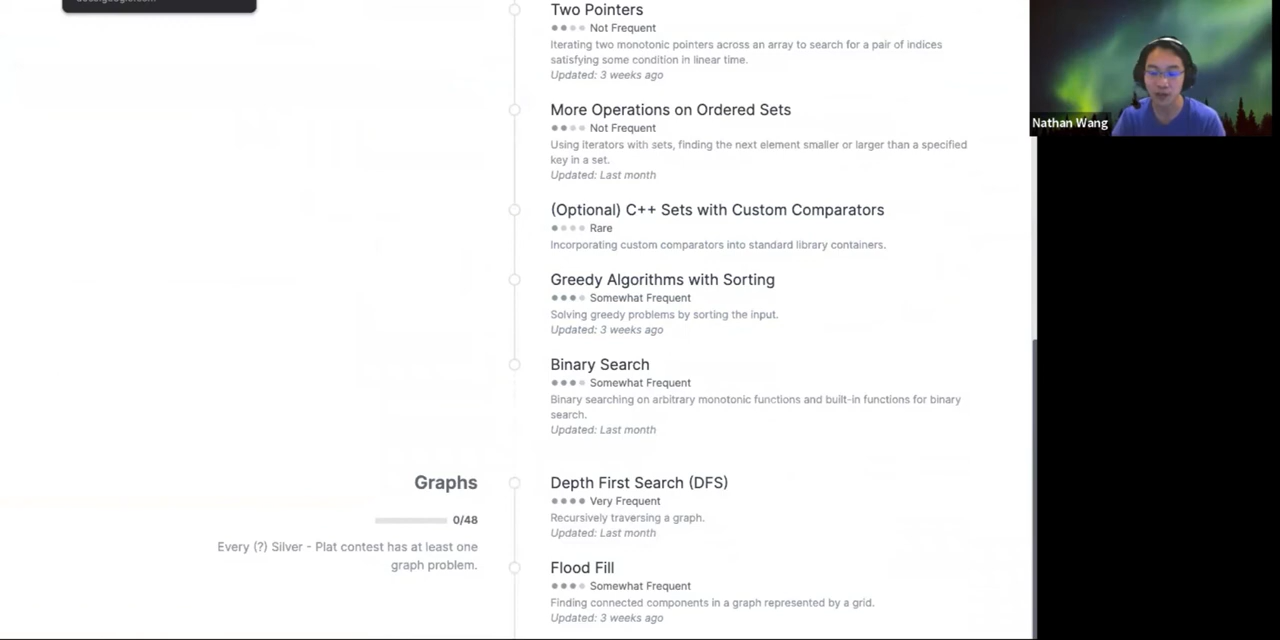 Two Pointers
Not Frequent
Iterating two monotonic pointers across an array to search for a pair of indices
satisfying some condition in linear time.
Updated: 3 weeks ago
More Operations on Ordered Sets
Not Frequent
Using iterators with sets, finding the next element smaller or larger than a specified
key in a set.
Updated: Last month
(Optional) C++ Sets with Custom Comparators
Rare
Incorporating custom comparators into standard library containers.
Greedy Algorithms with Sorting
Somewhat Frequent
Solving greedy problems by sorting the input.
Updated: 3 weeks ago
Binary Search
Somewhat Frequent
Binary searching on arbitrary monotonic functions and built-in functions for binary
search.
Updated: Last month
Graphs
0/48
Every (?) Silver - Plat contest has at least one
graph problem.
Depth First Search (DFS)
Very Frequent
Recursively traversing a graph.
Updated: Last month
Flood Fill
Somewhat Frequent
Finding connected components in a graph represented by a grid.
Updated: 3 weeks ago
Nathan Wang